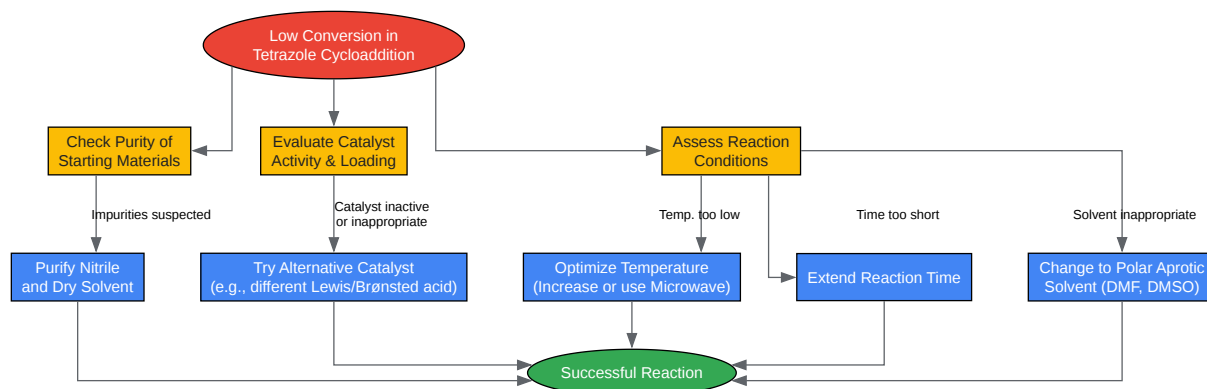 Low Conversion in
Tetrazole Cycloaddition
Check Purity of
Starting Materials
Evaluate Catalyst
Activity & Loading
Assess Reaction
Conditions
Impurities suspected
Catalyst inactive
or inappropriate
Temp. too low
Time too short
Solvent inappropriate
Purify Nitrile
and Dry Solvent
Try Alternative Catalyst
(e.g., different Lewis/Brønsted acid)
Optimize Temperature
(Increase or use Microwave)
Extend Reaction Time
Change to Polar Aprotic
Solvent (DMF, DMSO)
Successful Reaction